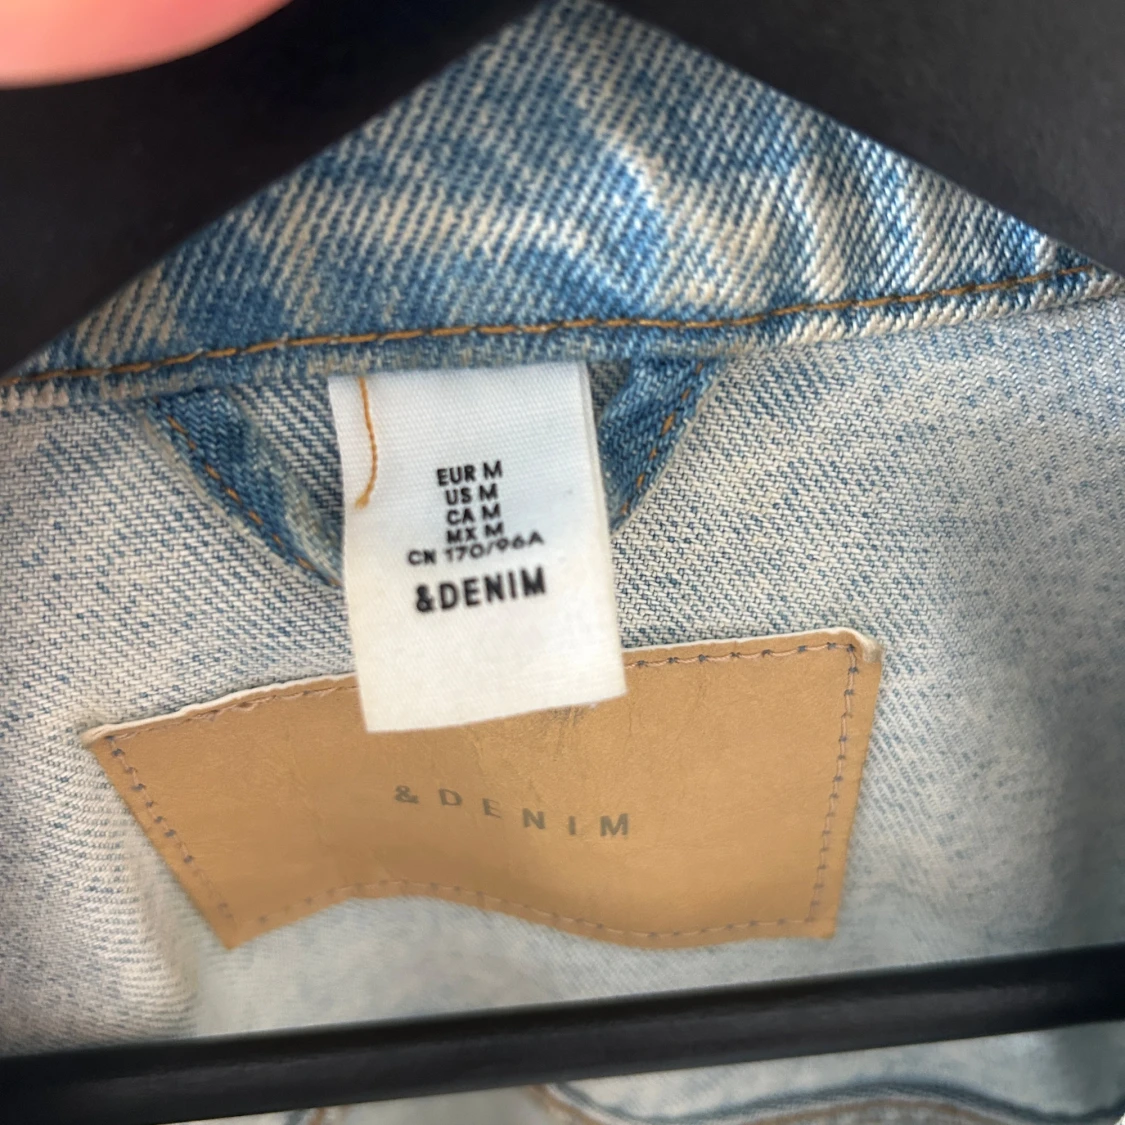 EUR M
US M
CA M
MX M
CN 170/96A
&DENIM
&DENIM